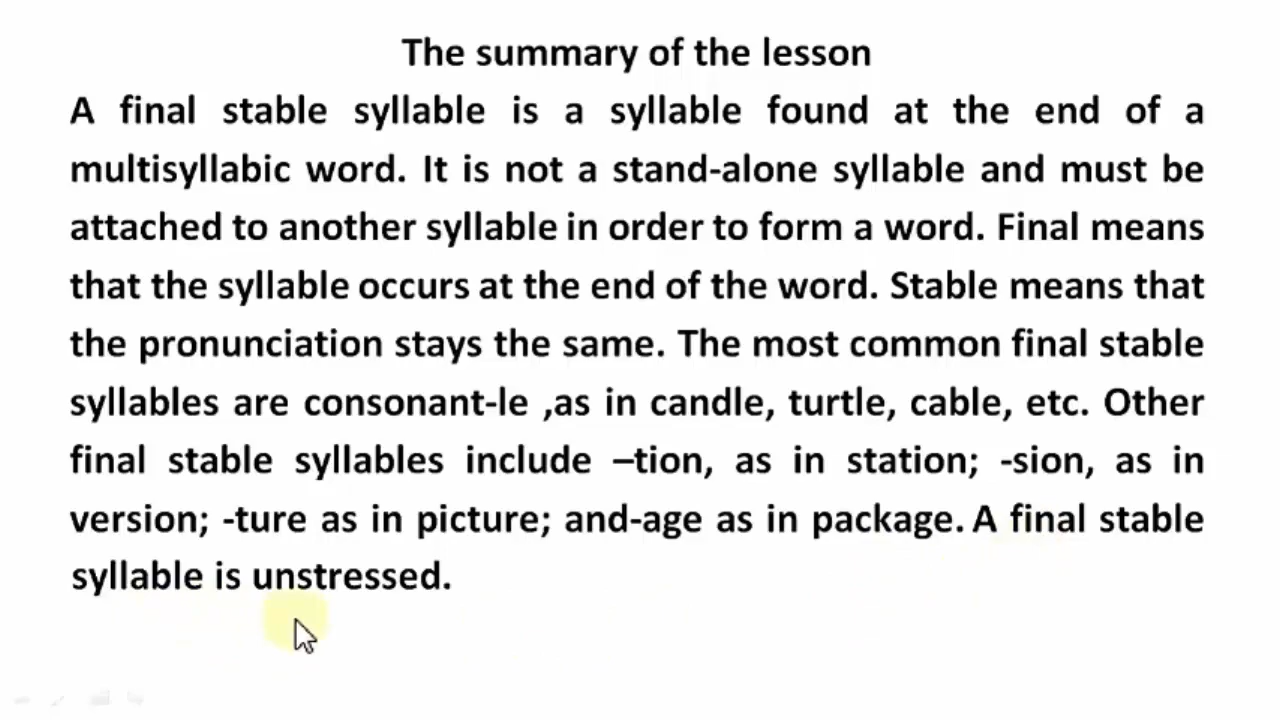 The summary of the lesson
A final stable syllable is a syllable found at the end of a
multisyllabic word. It is not a stand-alone syllable and must be
attached to another syllable in order to form a word. Final means
that the syllable occurs at the end of the word. Stable means that
the pronunciation stays the same. The most common final stable
syllables are consonant-le ,as in candle, turtle, cable, etc. Other
final stable syllables include –tion, as in station; -sion, as in
version; -ture as in picture; and-age as in package. A final stable
syllable is unstressed.